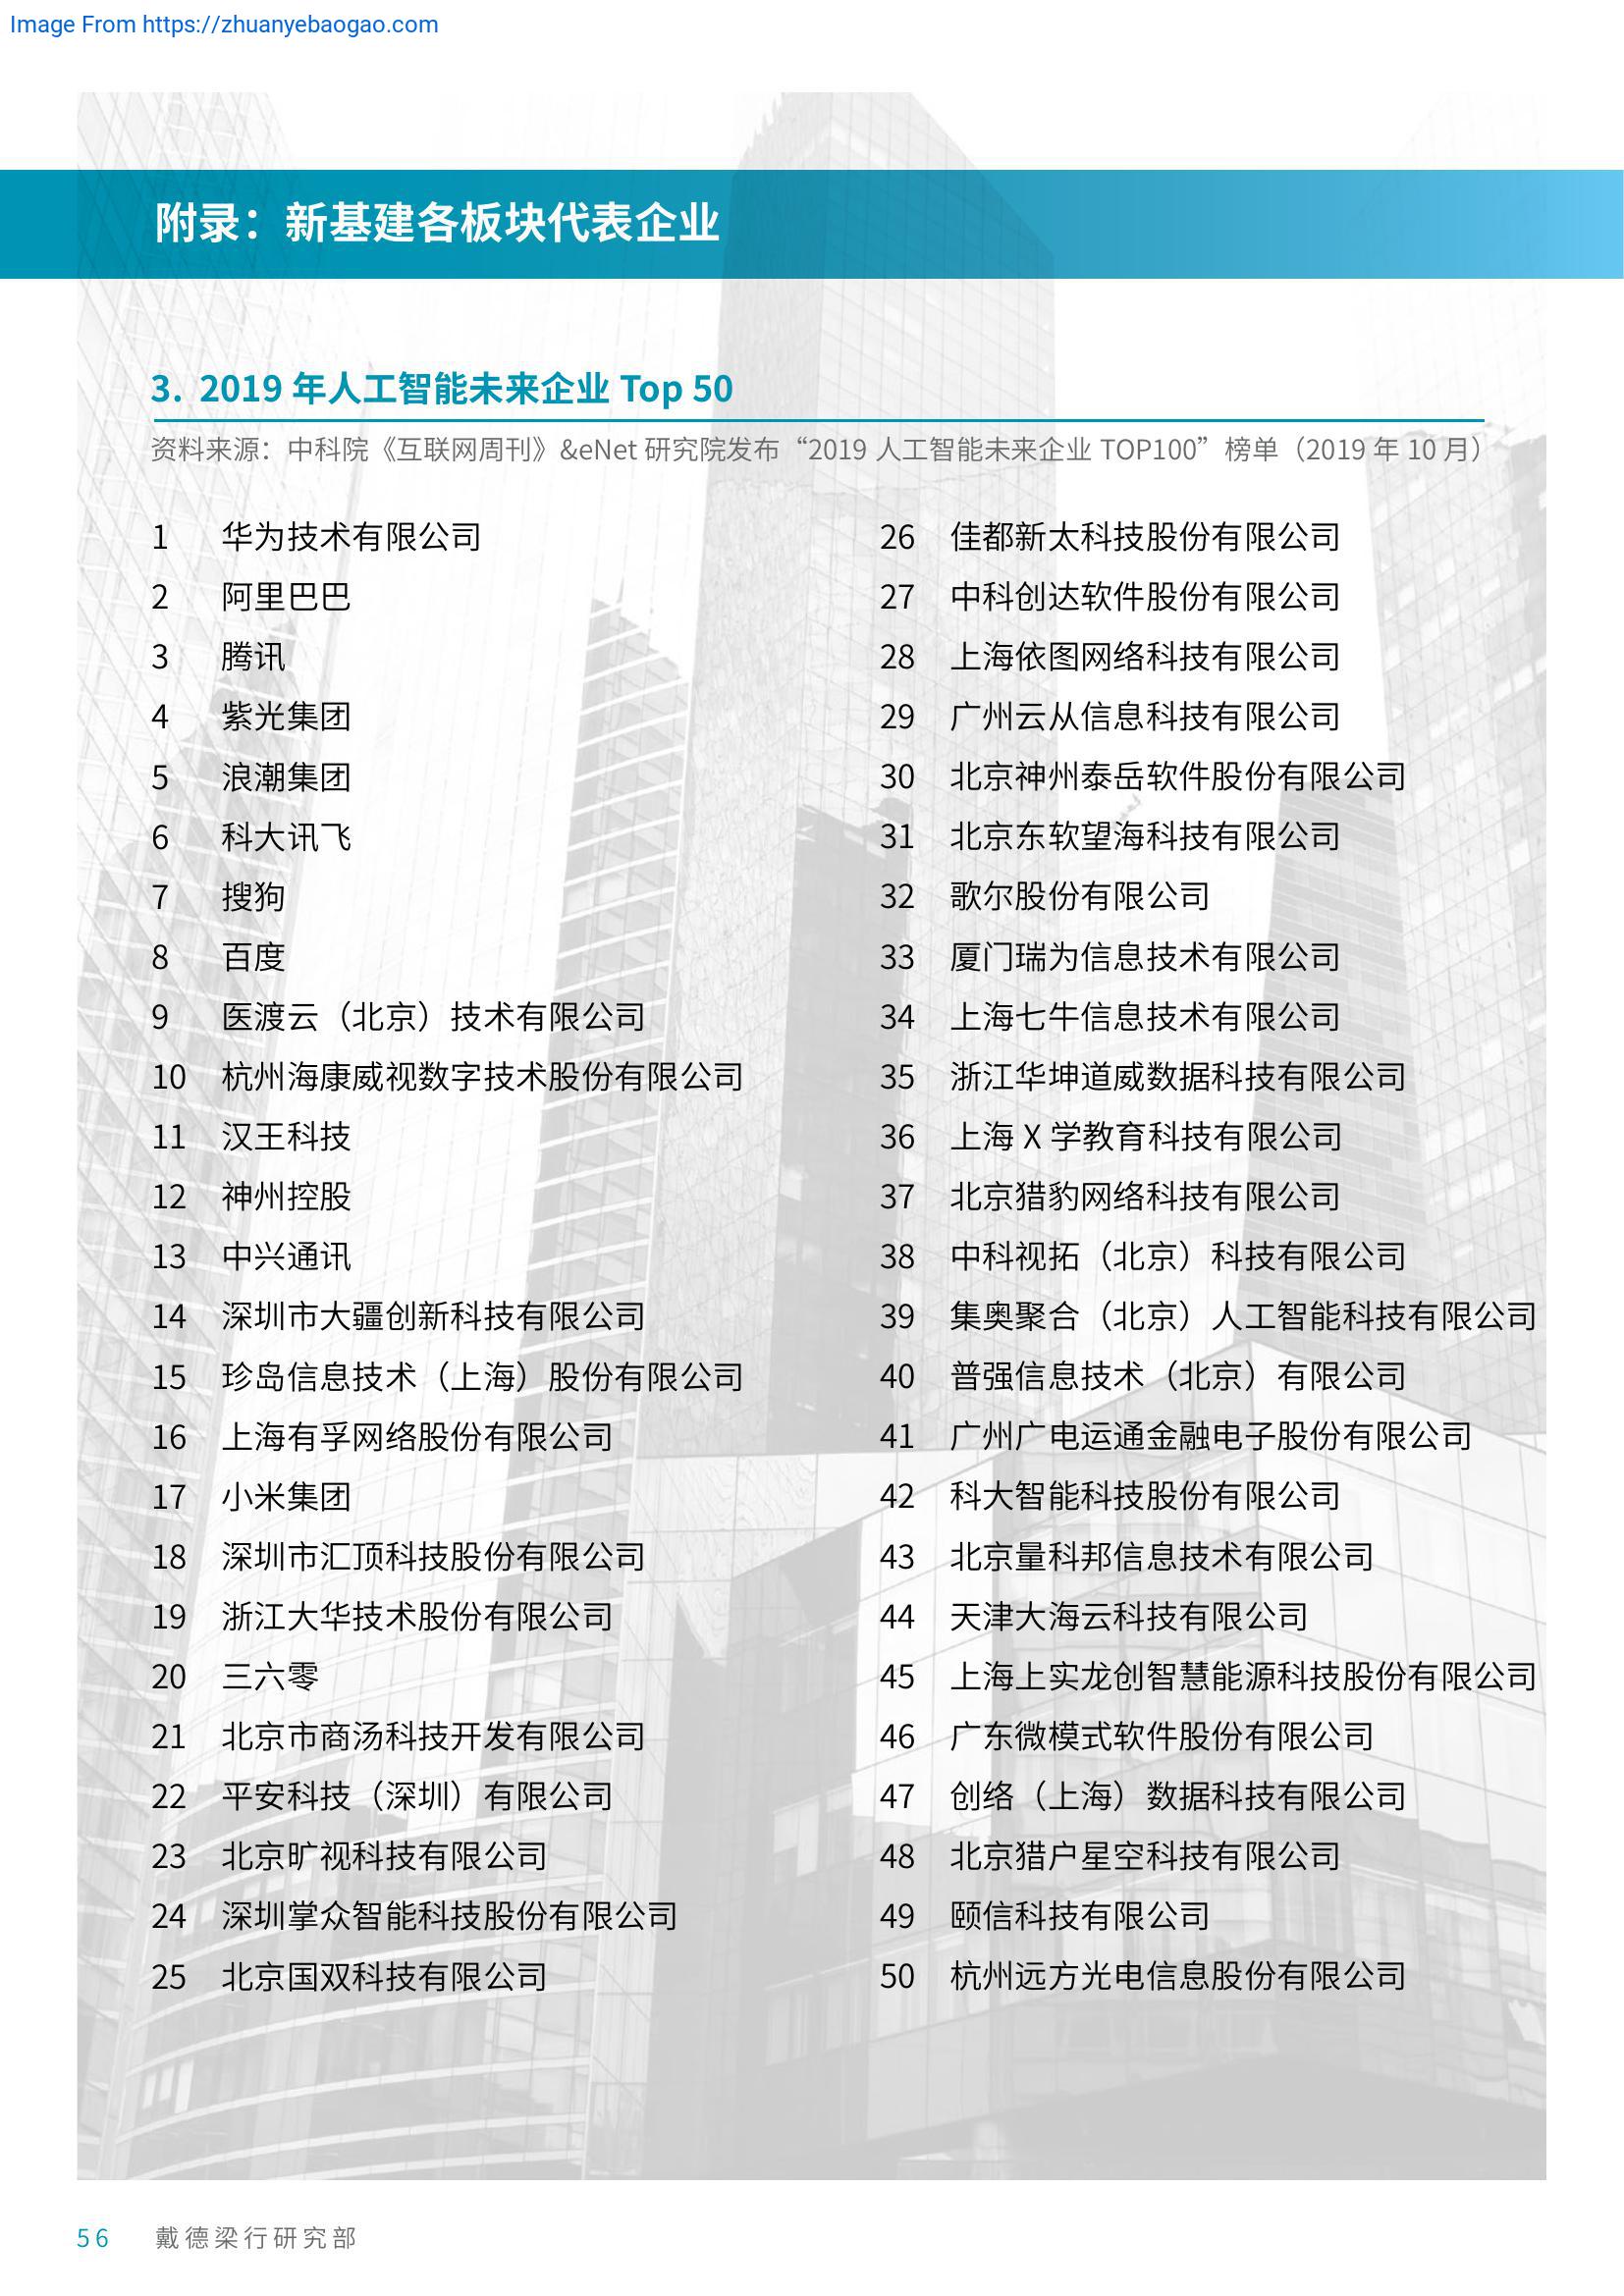 Image From https://zhuanyebaogao.com
附录：新基建各板块代表企业
3. 2019 年人工智能未来企业 Top 50
资料来源：中科院《互联网周刊》&eNet 研究院发布“2019 人工智能未来企业 TOP100”榜单（2019 年 10 月）
1 华为技术有限公司
2 阿里巴巴
3 腾讯
4 紫光集团
5 浪潮集团
6 科大讯飞
7 搜狗
8 百度
9 医渡云（北京）技术有限公司
10 杭州海康威视数字技术股份有限公司
11 汉王科技
12 神州控股
13 中兴通讯
14 深圳市大疆创新科技有限公司
15 珍岛信息技术（上海）股份有限公司
16 上海有孚网络股份有限公司
17 小米集团
18 深圳市汇顶科技股份有限公司
19 浙江大华技术股份有限公司
20 三六零
21 北京市商汤科技开发有限公司
22 平安科技（深圳）有限公司
23 北京旷视科技有限公司
24 深圳掌众智能科技股份有限公司
25 北京国双科技有限公司
26 佳都新太科技股份有限公司
27 中科创达软件股份有限公司
28 上海依图网络科技有限公司
29 广州云从信息科技有限公司
30 北京神州泰岳软件股份有限公司
31 北京东软望海科技有限公司
32 歌尔股份有限公司
33 厦门瑞为信息技术有限公司
34 上海七牛信息技术有限公司
35 浙江华坤道威数据科技有限公司
36 上海 X 学教育科技有限公司
37 北京猎豹网络科技有限公司
38 中科视拓（北京）科技有限公司
39 集奥聚合（北京）人工智能科技有限公司
40 普强信息技术（北京）有限公司
41 广州广电运通金融电子股份有限公司
42 科大智能科技股份有限公司
43 北京量科邦信息技术有限公司
44 天津大海云科技有限公司
45 上海上实龙创智慧能源科技股份有限公司
46 广东微模式软件股份有限公司
47 创络（上海）数据科技有限公司
48 北京猎户星空科技有限公司
49 颐信科技有限公司
50 杭州远方光电信息股份有限公司
56 戴德梁行研究部